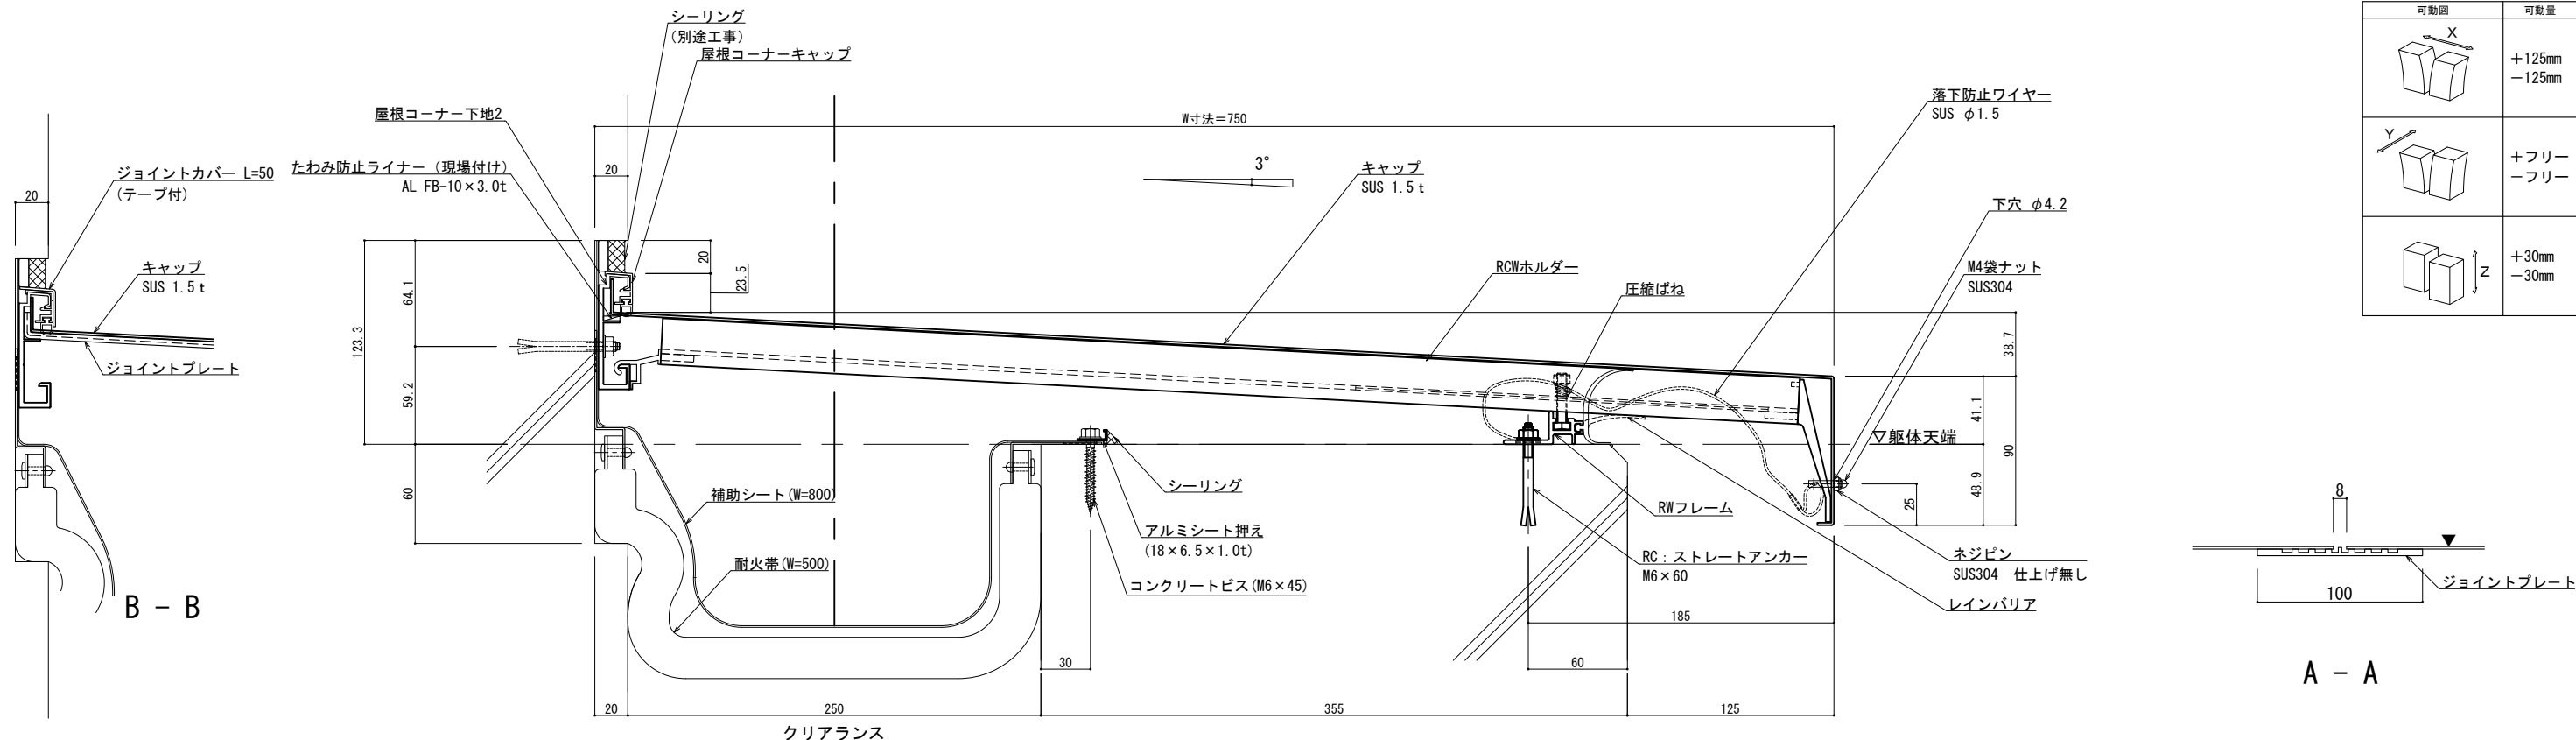 シーリング
(別途工事)
屋根コーナーキャップ
屋根コーナー下地2
たわみ防止ライナー (現場付け)
AL FB-10×3.0t
ジョイントカバー L=50
(テープ付)
20
キャップ
SUS 1.5t
ジョイントプレート
B - B
W寸法=750
20
3°
キャップ
SUS 1.5t
落下防止ワイヤー
SUS φ1.5
下穴 φ4.2
M4袋ナット
SUS304
RCWホルダー
圧縮ばね
20
23.5
64.1
123.3
59.2
60
38.7
41.1
▽躯体天端
90
48.9
25
補助シート(W=800)
耐火帯(W=500)
シーリング
アルミシート押え
(18×6.5×1.0t)
コンクリートビス(M6×45)
RWフレーム
RC:ストレートアンカー
M6×60
ネジピン
SUS304 仕上げ無し
レインバリア
185
30
60
20
250
355
125
クリアランス
可動図
可動量
X
+125mm
-125mm
Y
+フリー
-フリー
Z
+30mm
-30mm
8
100
ジョイントプレート
A - A